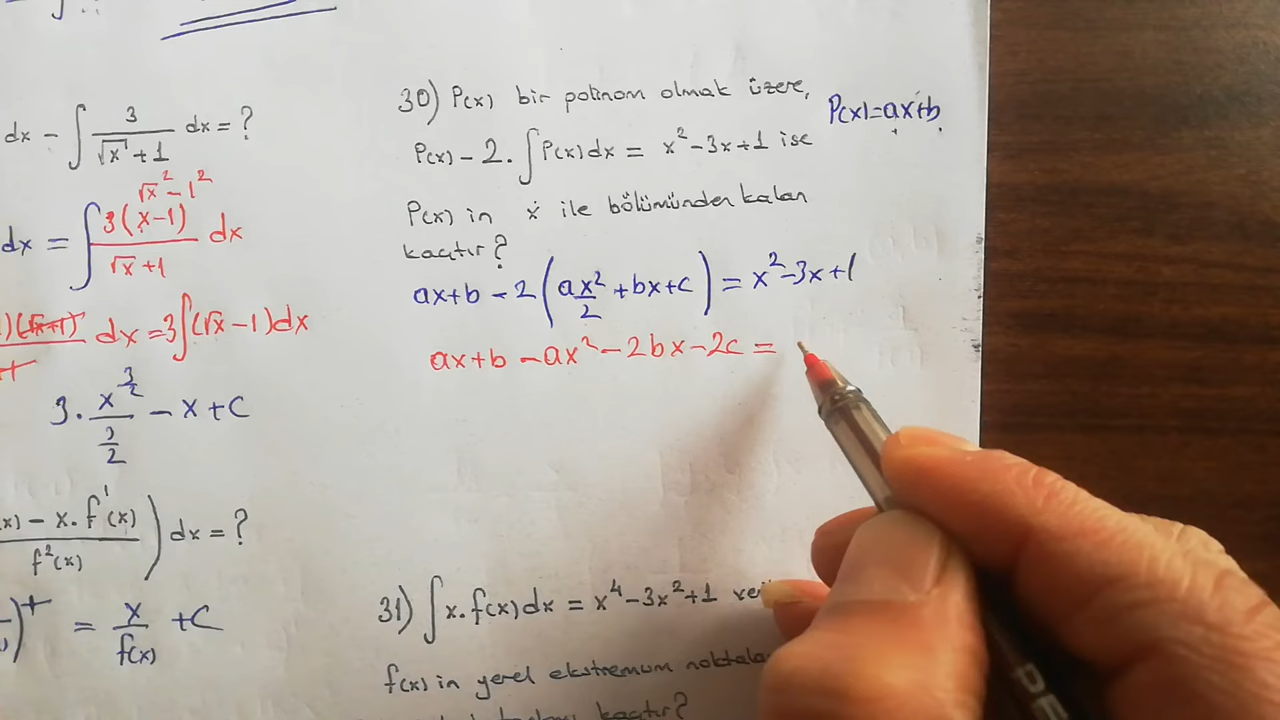 dx - ∫ 3/(√x + 1) dx = ?
√x² - 1²
dx = ∫ 3(x-1)/(√x + 1) dx
)(√x+1) dx = 3∫(√x - 1)dx
3 . x^(3/2)/(3/2) - x + C
x) - x . f'(x) / f²(x) ) dx = ?
= x/f(x) + C
30) P(x) bir polinom olmak üzere,
P(x) = ax+b
P(x) - 2 . ∫P(x)dx = x² - 3x + 1 ise
P(x) in x ile bölümünden kalan
kaçtır?
ax+b - 2(ax²/2 + bx + c) = x² - 3x + 1
ax+b - ax² - 2bx - 2c =
31) ∫x . f(x)dx = x⁴ - 3x² + 1
f(x) in yerel ekstremum noktala
kaçtır?